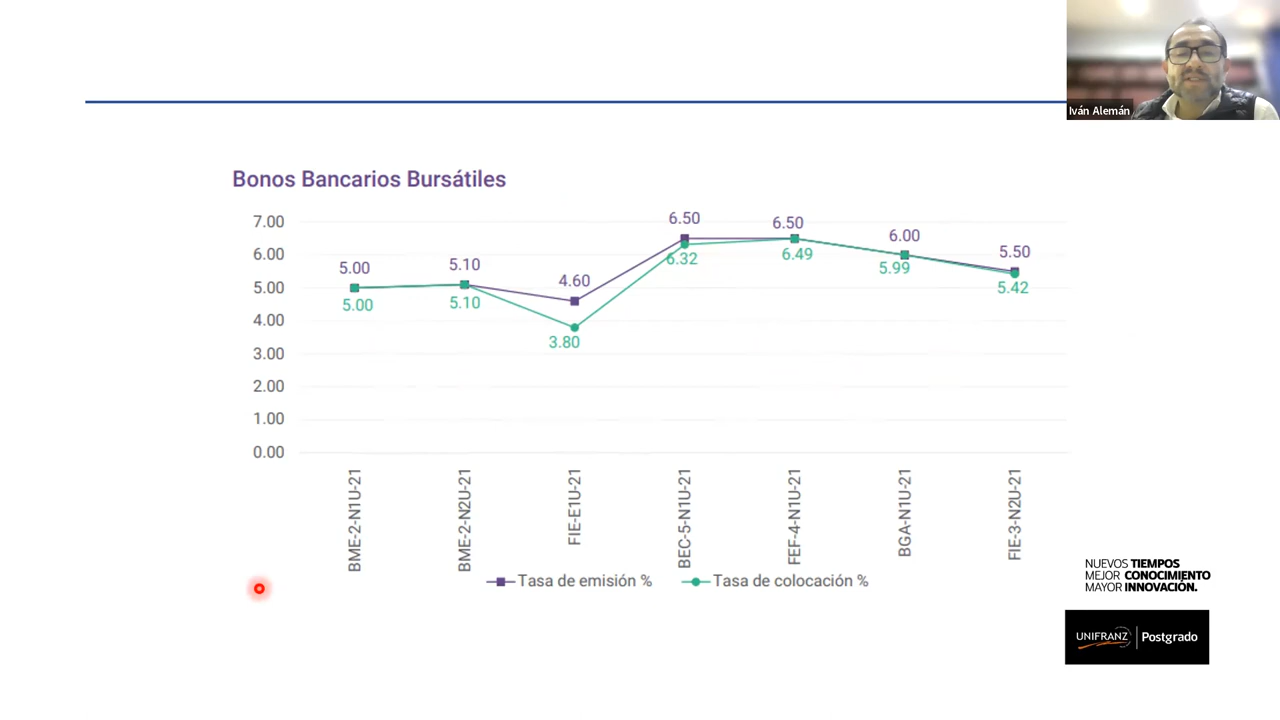 Iván Alemán
Bonos Bancarios Bursátiles
7.00
6.00
5.00
4.00
3.00
2.00
1.00
0.00
5.00
5.10
4.60
6.50
6.50
6.00
5.50
5.00
5.10
3.80
6.32
6.49
5.99
5.42
BME-2-N1U-21
BME-2-N2U-21
FIE-E1U-21
BEC-5-N1U-21
FEF-4-N1U-21
BGA-N1U-21
FIE-3-N2U-21
Tasa de emisión %
Tasa de colocación %
NUEVOS TIEMPOS
MEJOR CONOCIMIENTO
MAYOR INNOVACIÓN.
UNIFRANZ Postgrado